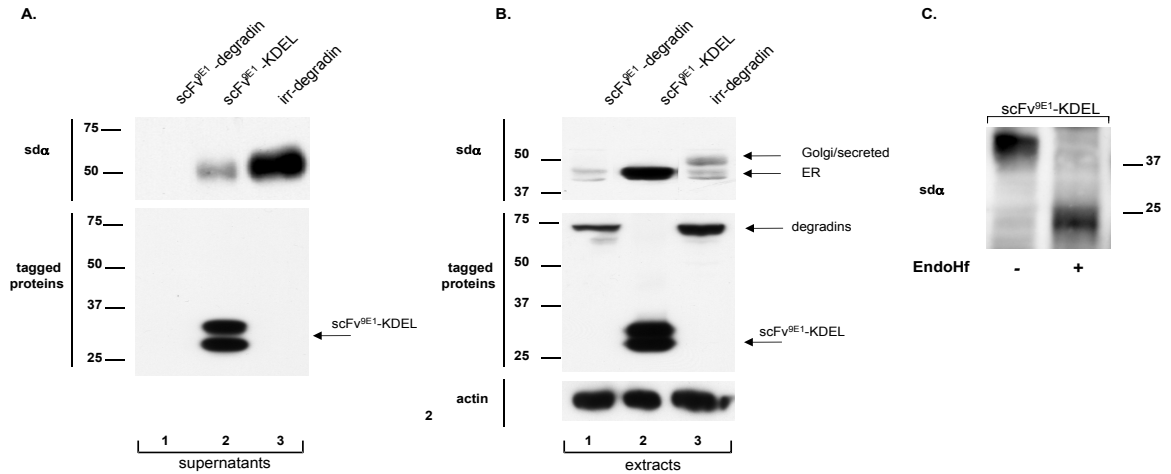 A.
scFv9E1-degradin
scFv9E1-KDEL
irr-degradin
sdα
75
50
tagged
proteins
75
50
37
25
scFv9E1-KDEL
1 2 3
supernatants
B.
scFv9E1-degradin
scFv9E1-KDEL
irr-degradin
sdα
50
37
Golgi/secreted
ER
tagged
proteins
75
50
37
25
degradins
scFv9E1-KDEL
2
actin
1 2 3
extracts
C.
scFv9E1-KDEL
sdα
37
25
EndoHf - +